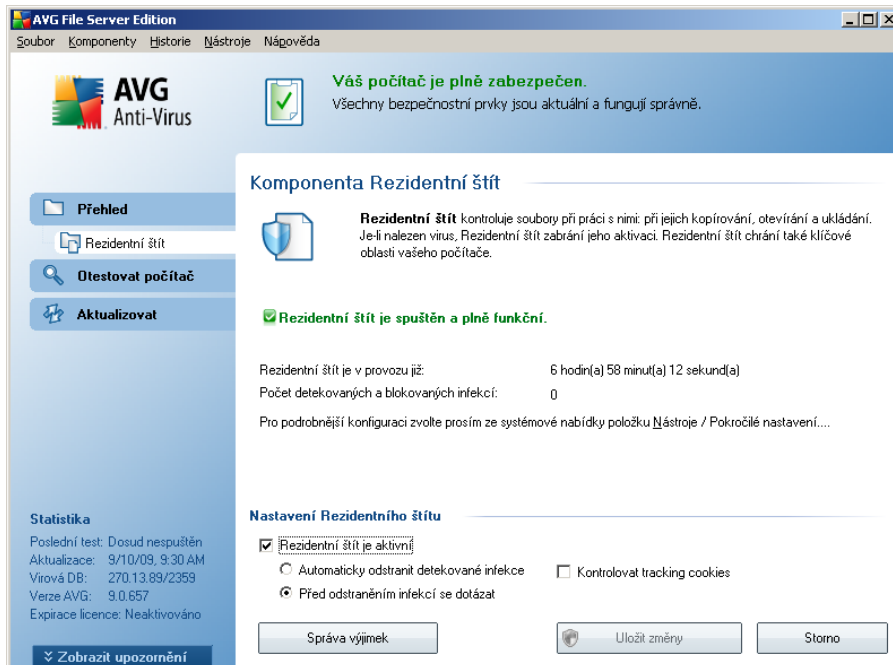 AVG File Server Edition
Soubor Komponenty Historie Nástroje Nápověda
AVG
Anti-Virus
Váš počítač je plně zabezpečen.
Všechny bezpečnostní prvky jsou aktuální a fungují správně.
Přehled
Rezidentní štít
Otestovat počítač
Aktualizovat
Komponenta Rezidentní štít
Rezidentní štít kontroluje soubory při práci s nimi: při jejich kopírování, otevírání a ukládání.
Je-li nalezen virus, Rezidentní štít zabrání jeho aktivaci. Rezidentní štít chrání také klíčové
oblasti vašeho počítače.
Rezidentní štít je spuštěn a plně funkční.
Rezidentní štít je v provozu již: 6 hodin(a) 58 minut(a) 12 sekund(a)
Počet detekovaných a blokovaných infekcí: 0
Pro podrobnější konfiguraci zvolte prosím ze systémové nabídky položku Nástroje / Pokročilé nastavení....
Nastavení Rezidentního štítu
Rezidentní štít je aktivní
Automaticky odstranit detekované infekce
Kontrolovat tracking cookies
Před odstraněním infekcí se dotázat
Správa výjimek
Uložit změny
Storno
Statistika
Poslední test: Dosud nespuštěn
Aktualizace: 9/10/09, 9:30 AM
Virová DB: 270.13.89/2359
Verze AVG: 9.0.657
Expirace licence: Neaktivováno
Zobrazit upozornění